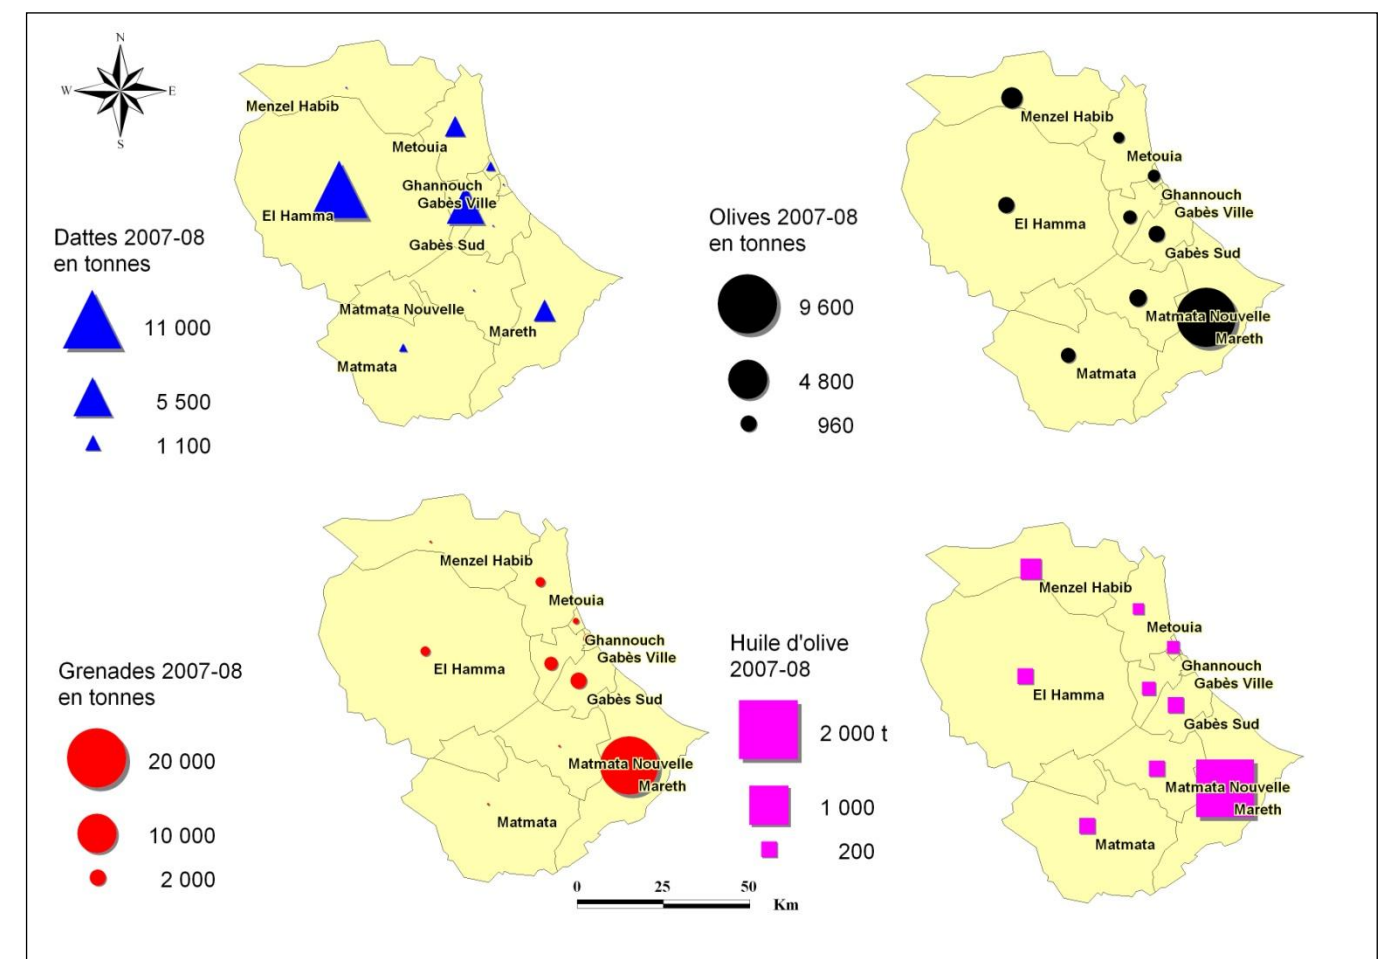 N
W
E
S
Menzel Habib
Metouia
Ghannouch
Gabès Ville
El Hamma
Gabès Sud
Matmata Nouvelle
Mareth
Matmata
Dattes 2007-08
en tonnes
11 000
5 500
1 100
Menzel Habib
Metouia
Ghannouch
Gabès Ville
El Hamma
Gabès Sud
Matmata Nouvelle
Mareth
Matmata
Olives 2007-08
en tonnes
9 600
4 800
960
Menzel Habib
Metouia
Ghannouch
Gabès Ville
El Hamma
Gabès Sud
Matmata Nouvelle
Mareth
Matmata
Grenades 2007-08
en tonnes
20 000
10 000
2 000
0 25 50
Km
Menzel Habib
Metouia
Ghannouch
Gabès Ville
El Hamma
Gabès Sud
Matmata Nouvelle
Mareth
Matmata
Huile d'olive
2007-08
2 000 t
1 000
200